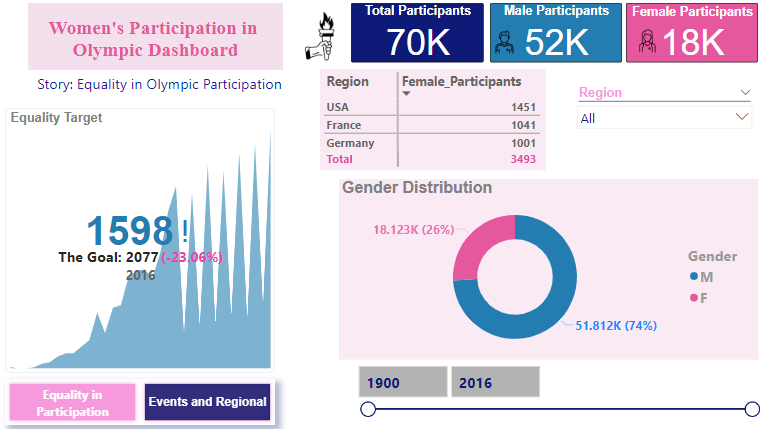 Women's Participation in
Olympic Dashboard
Story: Equality in Olympic Participation
Total Participants
70K
Male Participants
52K
Female Participants
18K
Region Female_Participants
USA 1451
France 1041
Germany 1001
Total 3493
Region
All
Equality Target
1598!
The Goal: 2077 (-23.06%)
2016
Gender Distribution
18.123K (26%)
51.812K (74%)
Gender
M
F
1900
2016
Equality in
Participation
Events and Regional